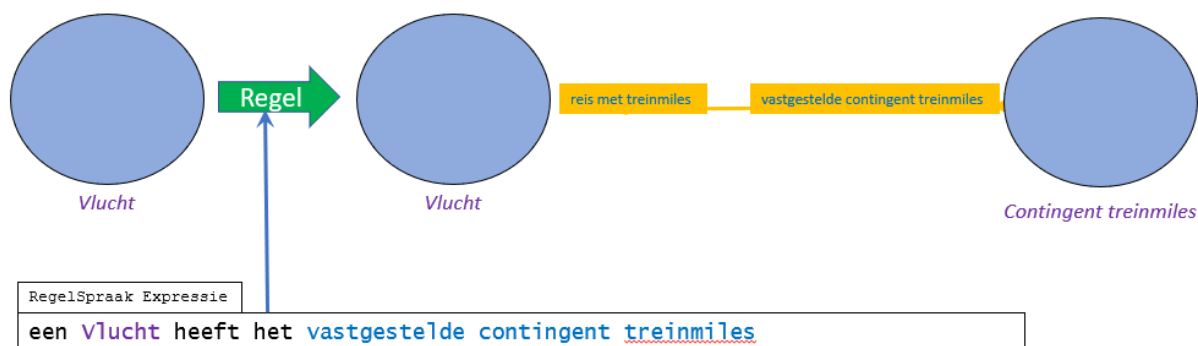 Regel
reis met treinmiles
vastgestelde contingent treinmiles
Vlucht
Vlucht
Contingent treinmiles
RegelSpraak Expressie
een Vlucht heeft het vastgestelde contingent treinmiles